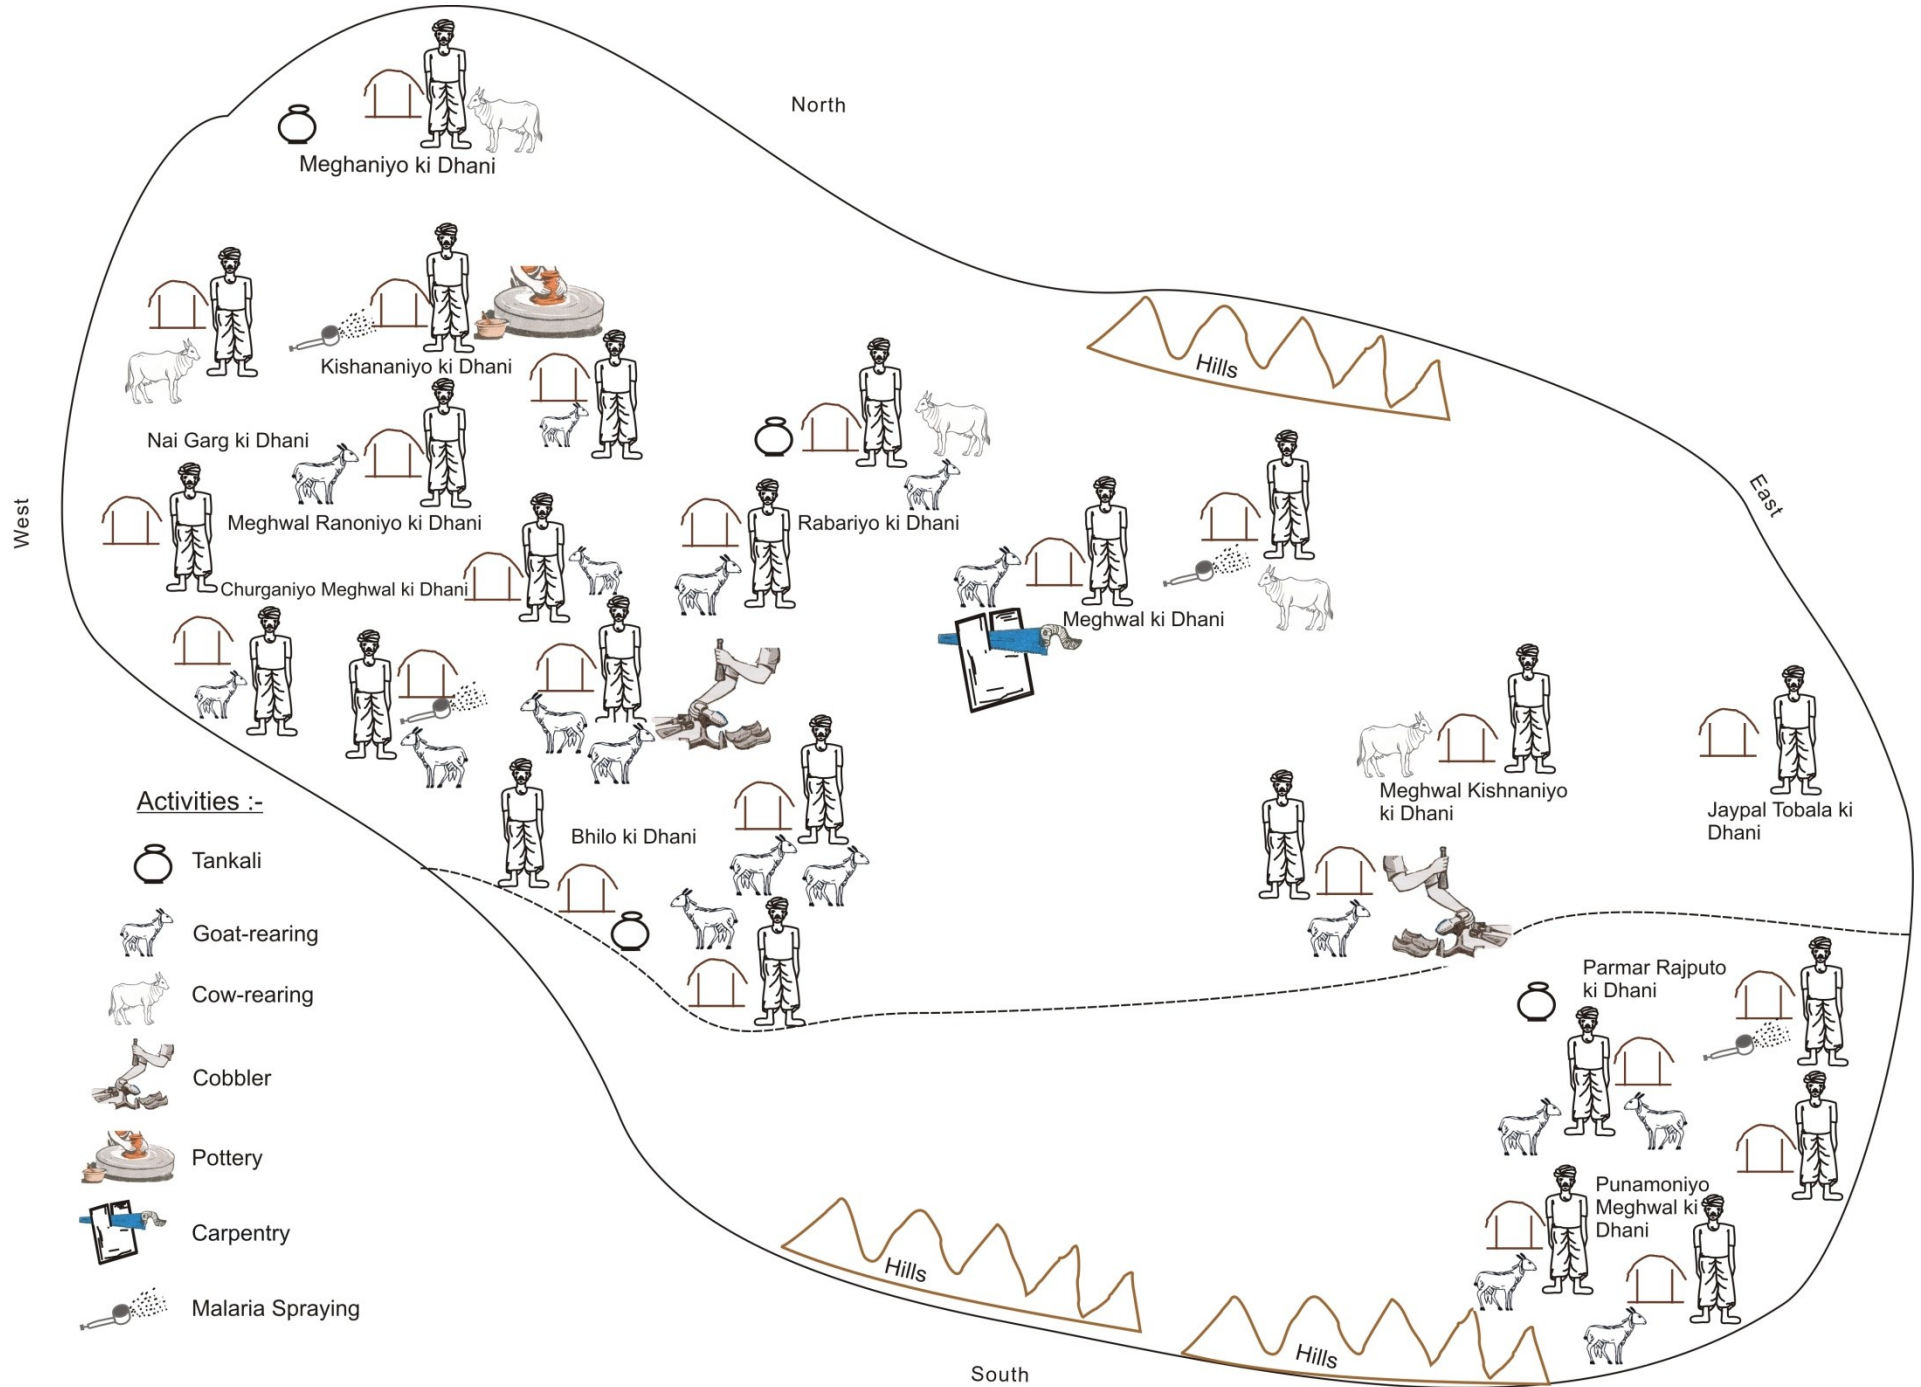 North
Meghaniyo ki Dhani
Kishananiyo ki Dhani
Hills
Nai Garg ki Dhani
West
East
Meghwal Ranoniyo ki Dhani
Rabariyo ki Dhani
Churganiyo Meghwal ki Dhani
Meghwal ki Dhani
Meghwal Kishnaniyo
ki Dhani
Jaypal Tobala ki
Dhani
Bhilo ki Dhani
Activities :-
Tankali
Goat-rearing
Cow-rearing
Cobbler
Pottery
Carpentry
Malaria Spraying
Parmar Rajputo
ki Dhani
Punamoniyo
Meghwal ki
Dhani
Hills
Hills
South